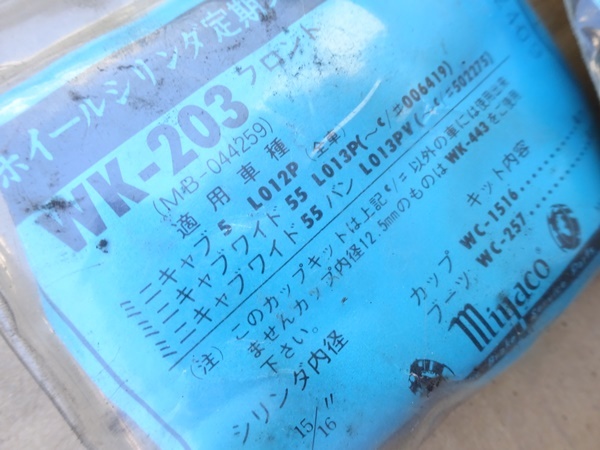 ホイールシリンダ定期
WK-203 フロント
(MB-044259)
適用車種
ミニキャブ5 L012P (全車)
ミニキャブワイド55 L013P(～c/#006419)
ミニキャブワイド55バン L013PV(～c/#502275)
(注) このカップキットは上記c/#以外の車には使用出来
ませんカップ内径12.5mmのものはWK-443をご使用
下さい。
シリンダ内径
15/16"
キット内容
カップ WC-1516
ブーツ WC-257
Miyaco